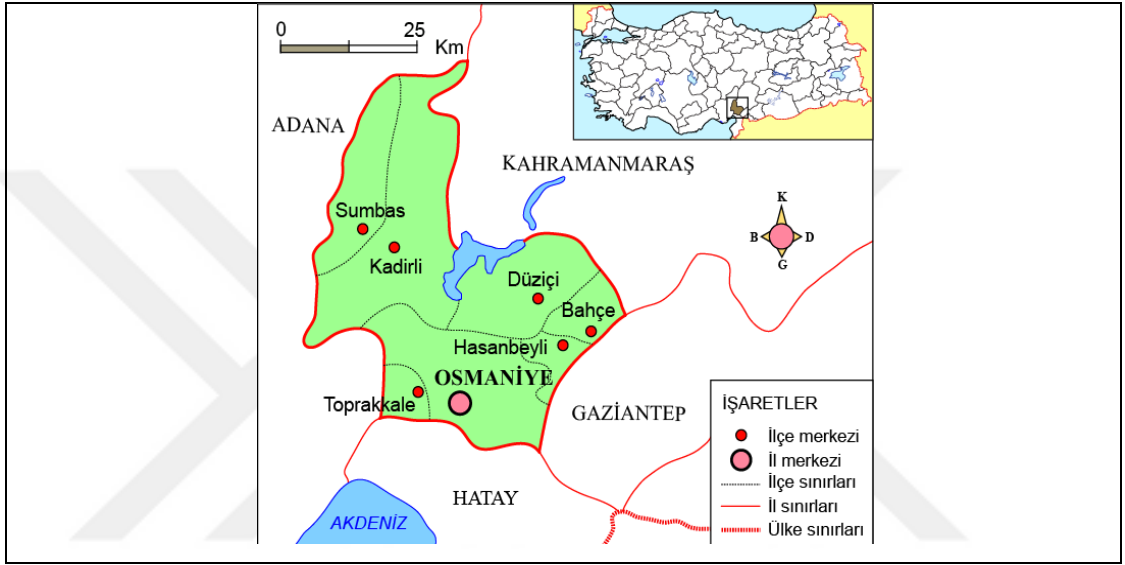 0 25
Km
ADANA
KAHRAMANMARAŞ
K
B D
G
Sumbas
Kadirli
Düziçi
Bahçe
Hasanbeyli
OSMANİYE
Toprakkale
GAZİANTEP
HATAY
AKDENİZ
İŞARETLER
İlçe merkezi
İl merkezi
İlçe sınırları
İl sınırları
Ülke sınırları